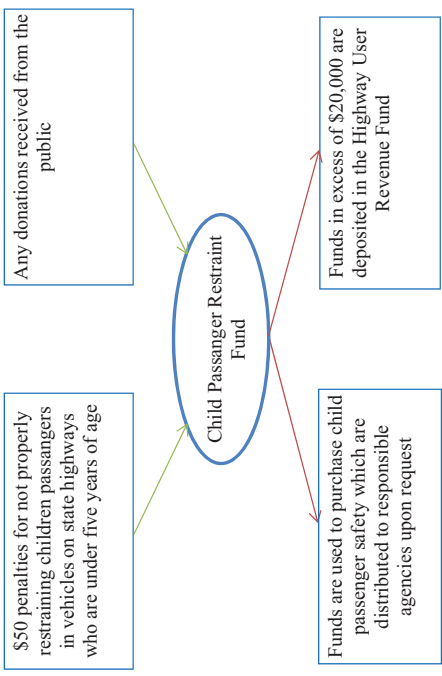 $50 penalties for not properly
restraining children passangers
in vehicles on state highways
who are under five years of age
Any donations received from the
public
Child Passanger Restraint
Fund
Funds are used to purchase child
passenger safety which are
distributed to responsible
agencies upon request
Funds in excess of $20,000 are
deposited in the Highway User
Revenue Fund